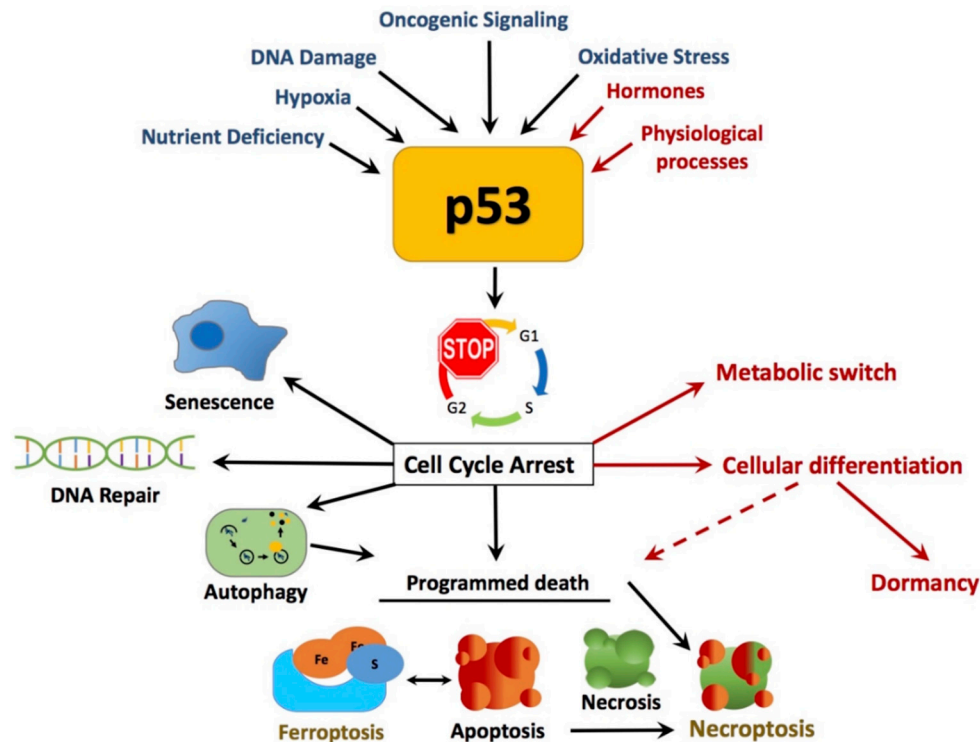 Oncogenic Signaling
DNA Damage
Oxidative Stress
Hypoxia
Hormones
Nutrient Deficiency
Physiological
processes
p53
STOP
G1
G2
S
Senescence
Metabolic switch
Cell Cycle Arrest
Cellular differentiation
DNA Repair
Autophagy
Programmed death
Dormancy
Fe
Fe
S
Necrosis
Ferroptosis
Apoptosis
Necroptosis